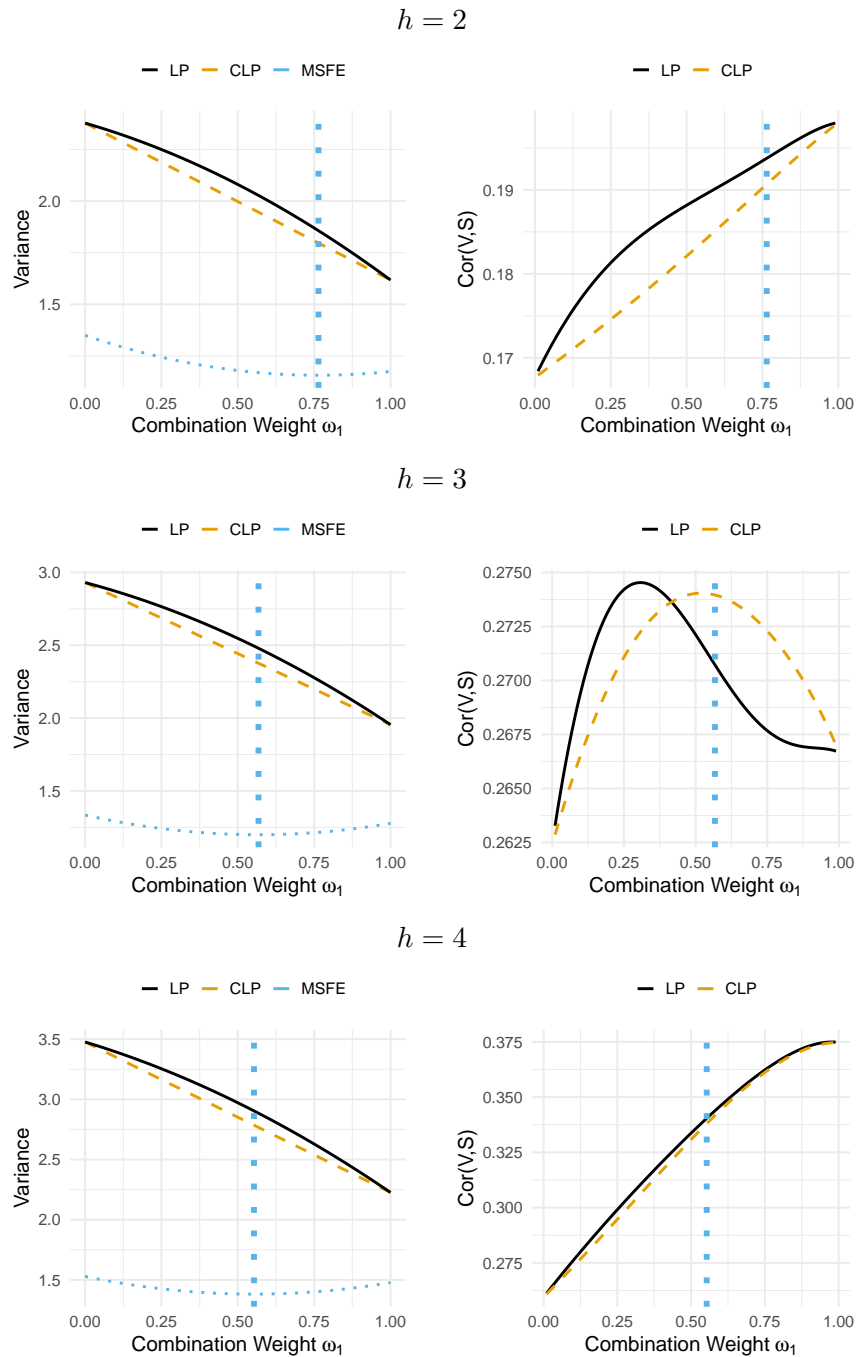 h = 2
LP CLP MSFE
LP CLP
Variance
2.0
1.5
0.00 0.25 0.50 0.75 1.00
Combination Weight ω₁
Cor(V,S)
0.19
0.18
0.17
0.00 0.25 0.50 0.75 1.00
Combination Weight ω₁
h = 3
LP CLP MSFE
LP CLP
Variance
3.0
2.5
2.0
1.5
0.00 0.25 0.50 0.75 1.00
Combination Weight ω₁
Cor(V,S)
0.2750
0.2725
0.2700
0.2675
0.2650
0.2625
0.00 0.25 0.50 0.75 1.00
Combination Weight ω₁
h = 4
LP CLP MSFE
LP CLP
Variance
3.5
3.0
2.5
2.0
1.5
0.00 0.25 0.50 0.75 1.00
Combination Weight ω₁
Cor(V,S)
0.375
0.350
0.325
0.300
0.275
0.00 0.25 0.50 0.75 1.00
Combination Weight ω₁